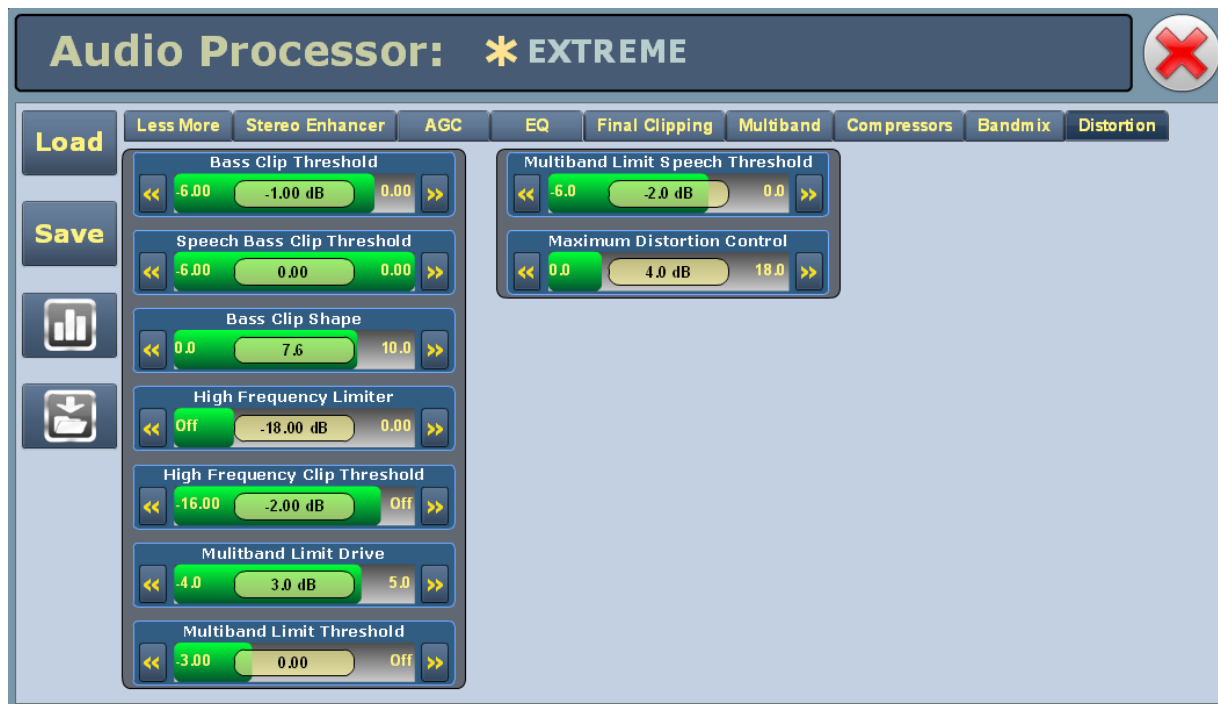 Audio Processor: * EXTREME
Load
Save
Less More Stereo Enhancer AGC EQ Final Clipping Multiband Compressors Bandmix Distortion
Bass Clip Threshold
<< -6.00 -1.00 dB 0.00 >>
Speech Bass Clip Threshold
<< -6.00 0.00 0.00 >>
Bass Clip Shape
<< 0.0 7.6 10.0 >>
High Frequency Limiter
<< Off -18.00 dB 0.00 >>
High Frequency Clip Threshold
<< -16.00 -2.00 dB Off >>
Mulitband Limit Drive
<< -4.0 3.0 dB 5.0 >>
Multiband Limit Threshold
<< -3.00 0.00 Off >>
Multiband Limit Speech Threshold
<< -6.0 -2.0 dB 0.0 >>
Maximum Distortion Control
<< 0.0 4.0 dB 18.0 >>